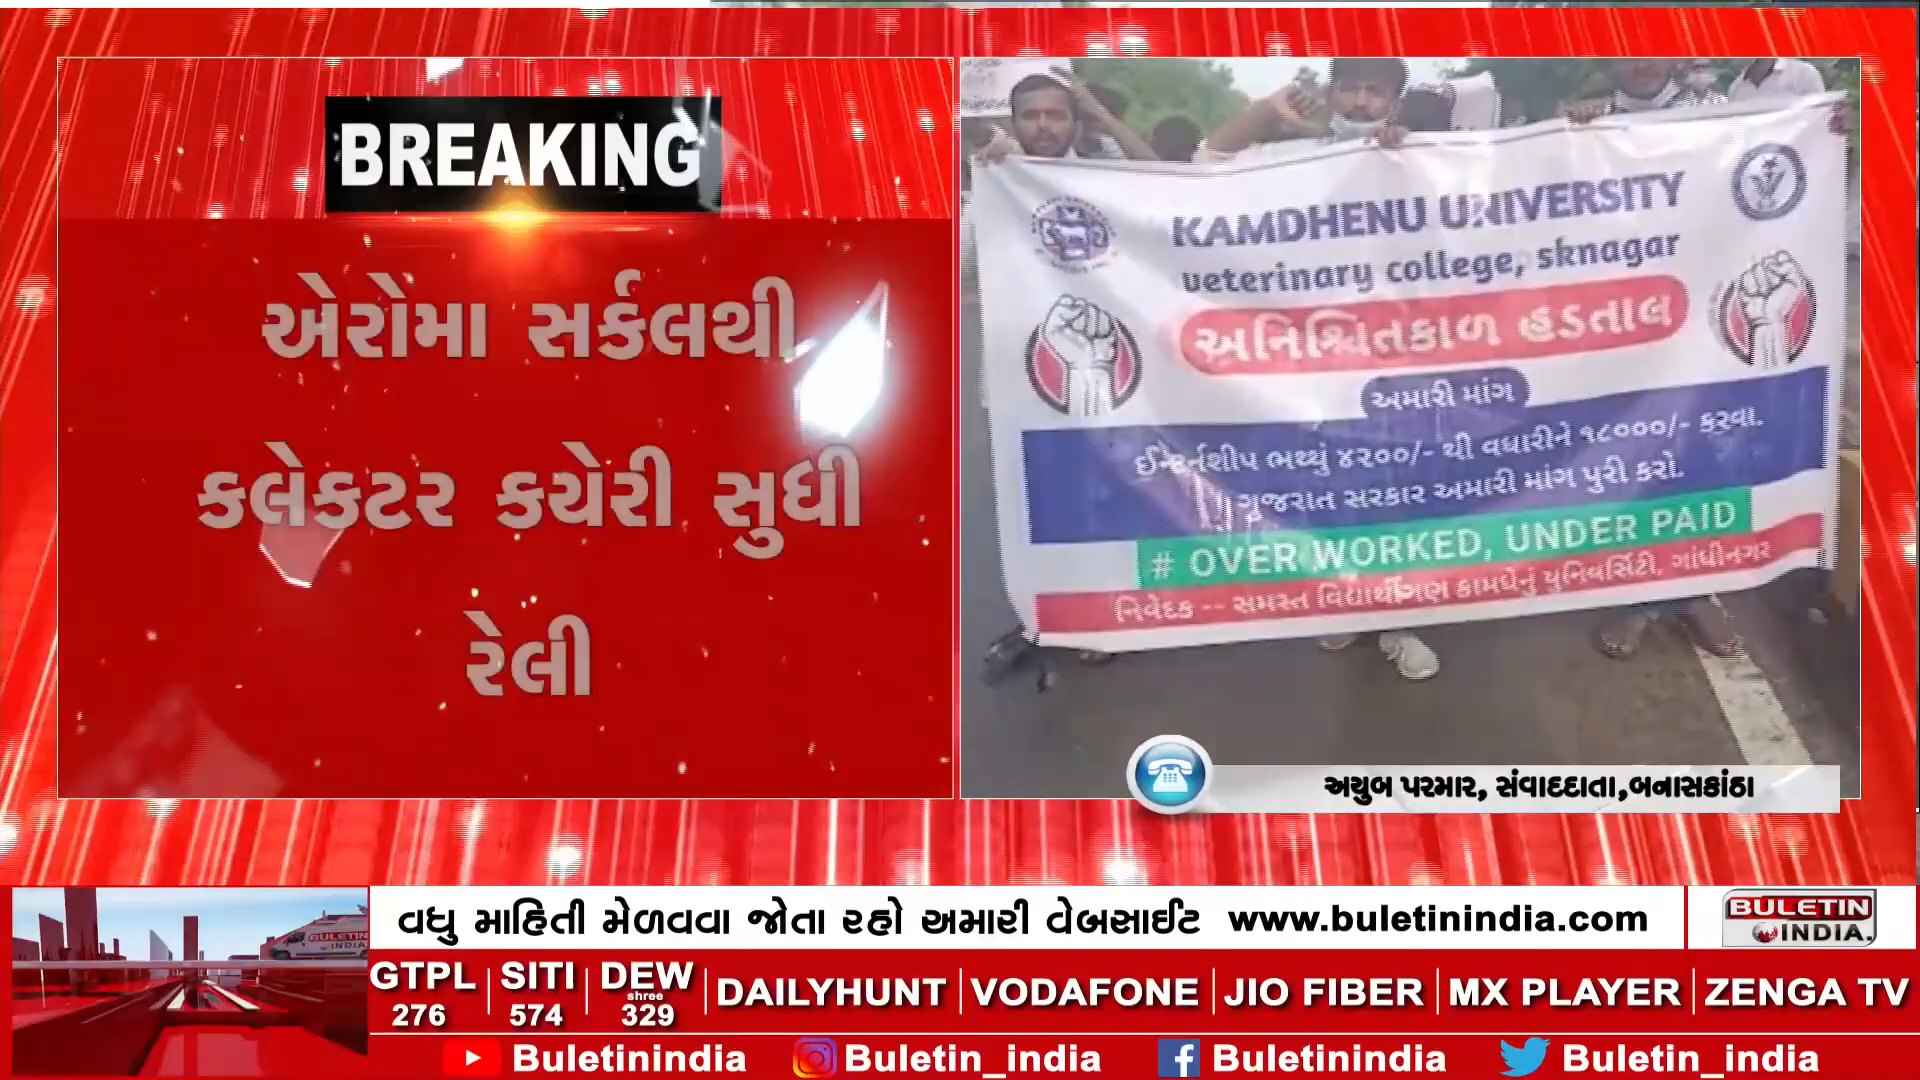 BREAKING
એરોમા સર્કલથી
કલેકટર કચેરી સુધી
રેલી
KAMDHENU UNIVERSITY
veterinary college, sknagar
અનિશ્ચિતકાળ હડતાલ
અમારી માંગ
ઈન્ટર્નશીપ ભથ્થું ૪૨૦૦/- થી વધારીને ૧૮૦૦૦/- કરવા.
ગુજરાત સરકાર અમારી માંગ પુરી કરો.
# OVER WORKED, UNDER PAID
નિવેદક -- સમસ્ત વિદ્યાર્થીગણ કામધેનું યુનિવર્સિટી, ગાંધીનગર
અયુબ પરમાર, સંવાદદાતા,બનાસકાંઠા
વધુ માહિતી મેળવવા જોતા રહો અમારી વેબસાઈટ www.buletinindia.com
BULETIN
INDIA.
BULETIN
INDIA
GTPL 276 | SITI 574 | DEW shree 329 | DAILYHUNT | VODAFONE | JIO FIBER | MX PLAYER | ZENGA TV
Buletinindia Buletin_india Buletinindia Buletin_india